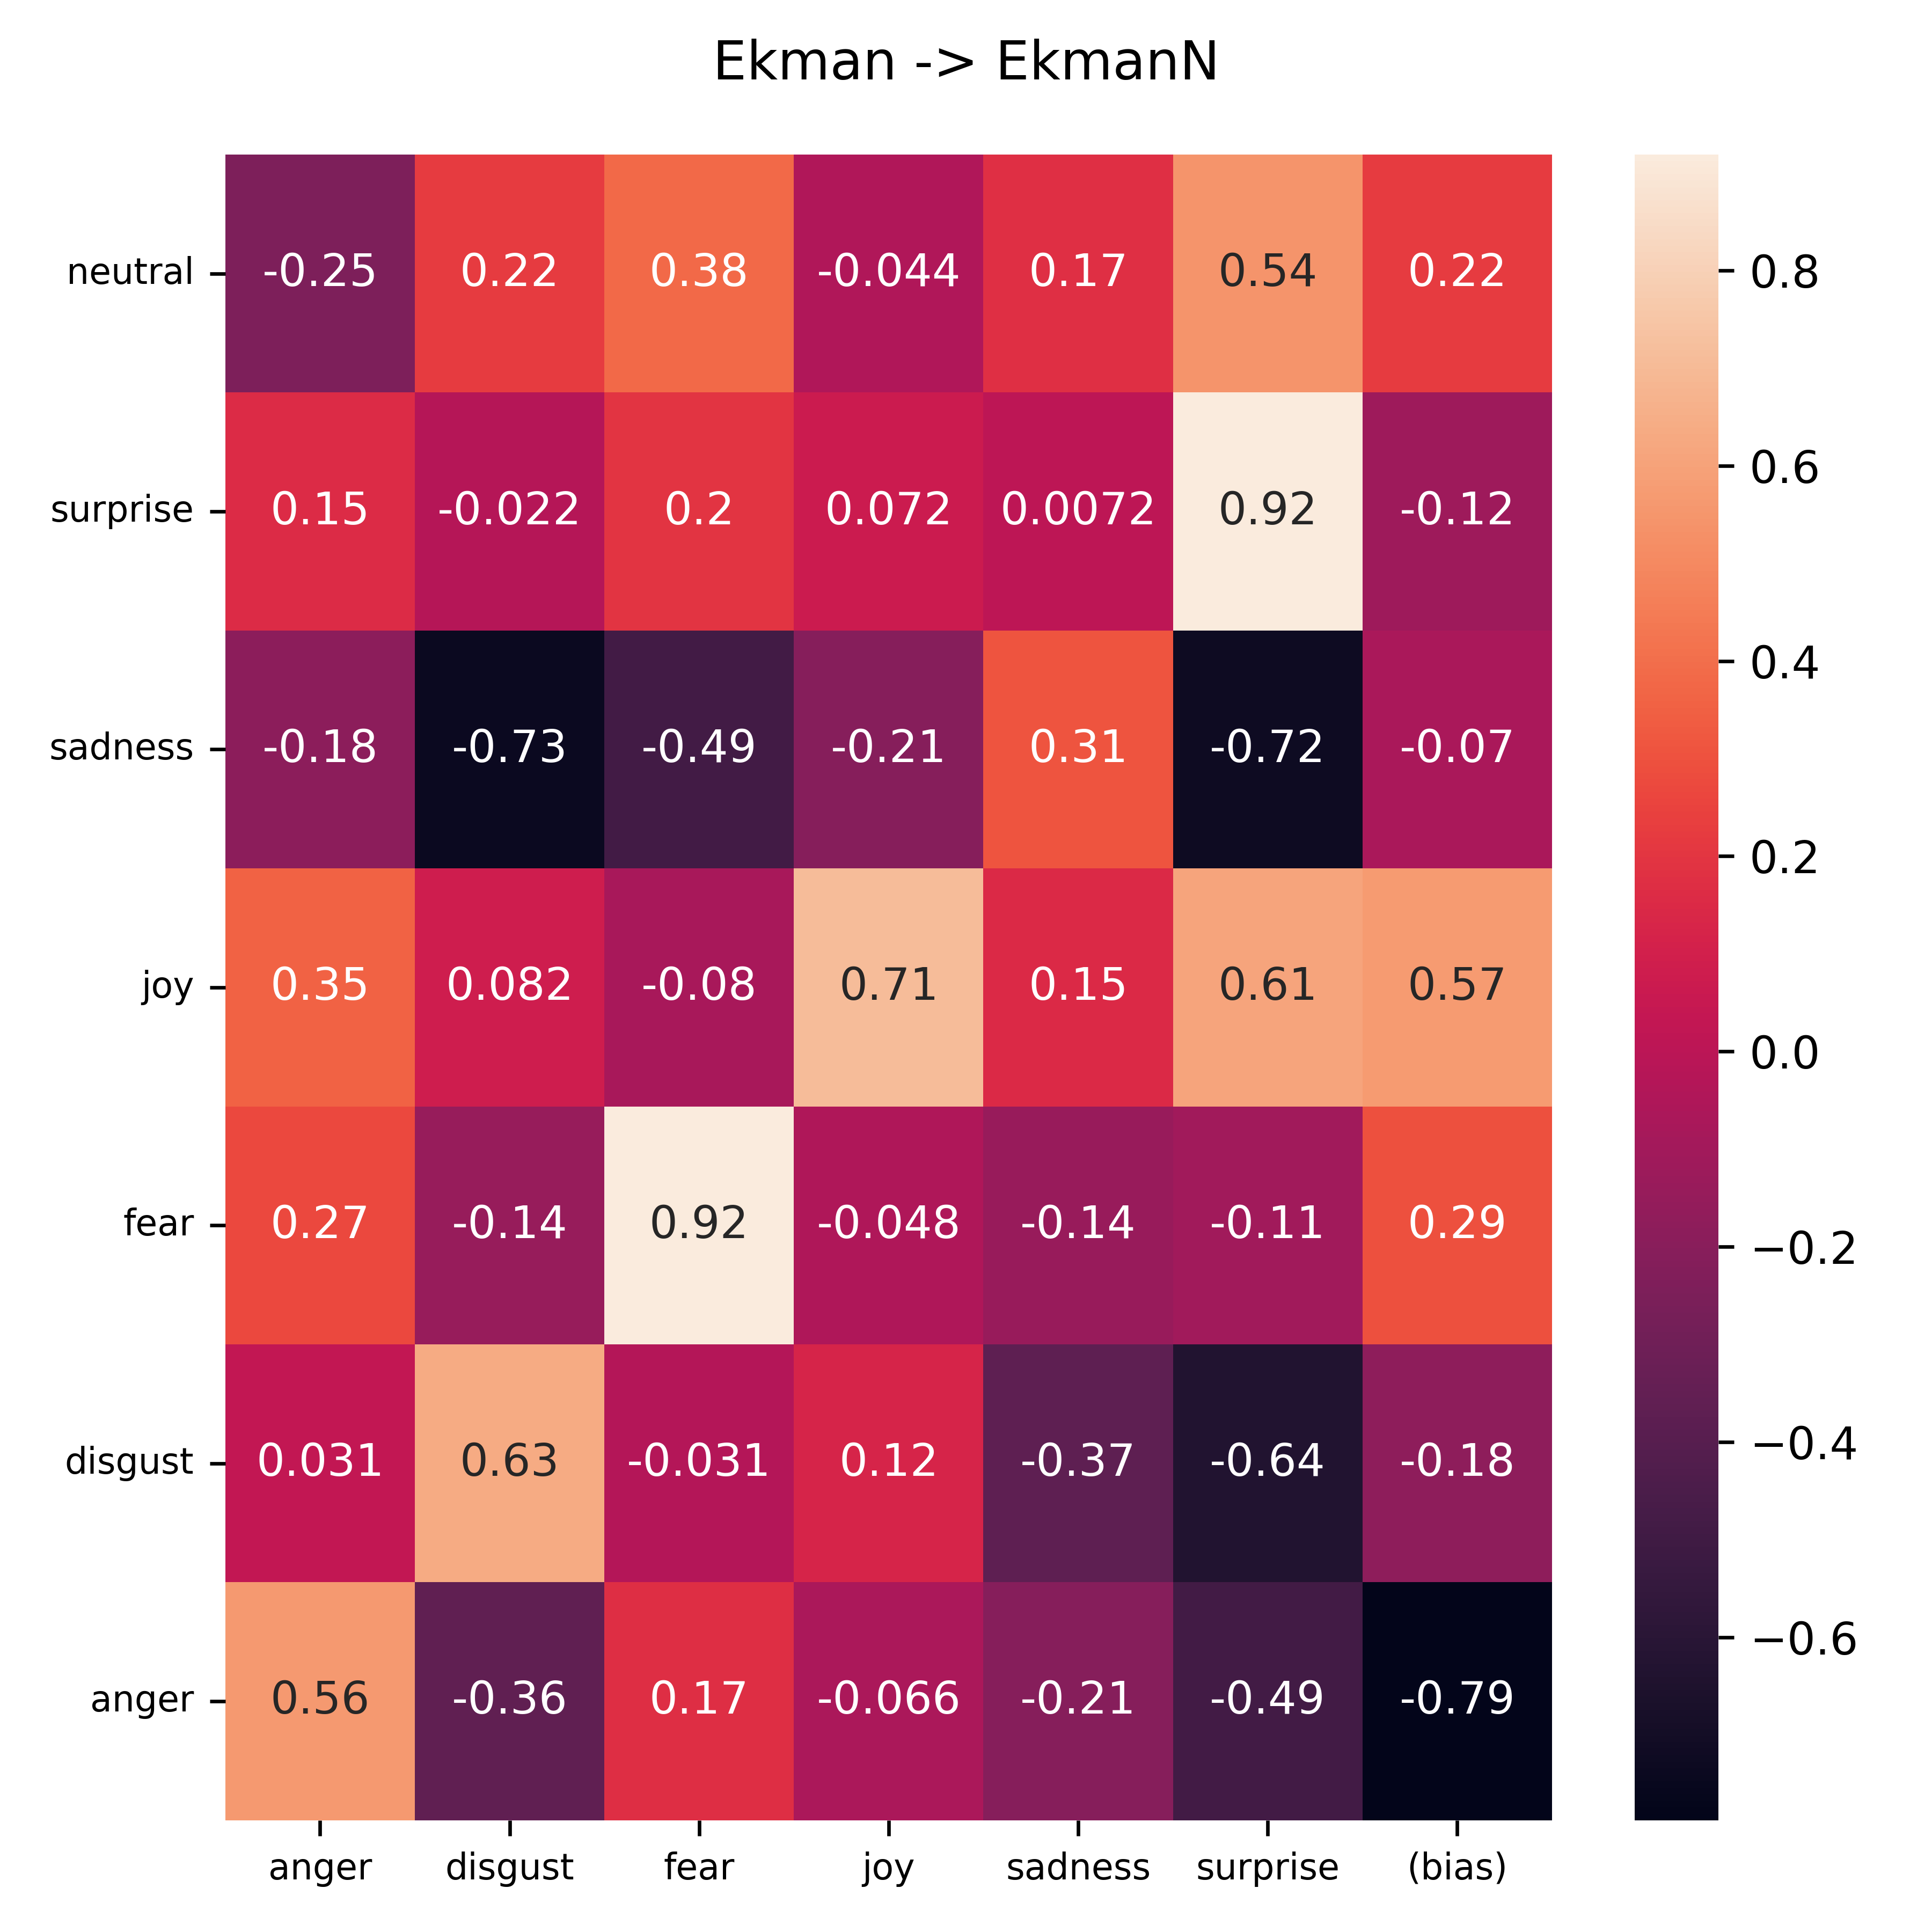 Ekman -> EkmanN
neutral -0.25 0.22 0.38 -0.044 0.17 0.54 0.22
surprise 0.15 -0.022 0.2 0.072 0.0072 0.92 -0.12
sadness -0.18 -0.73 -0.49 -0.21 0.31 -0.72 -0.07
joy 0.35 0.082 -0.08 0.71 0.15 0.61 0.57
fear 0.27 -0.14 0.92 -0.048 -0.14 -0.11 0.29
disgust 0.031 0.63 -0.031 0.12 -0.37 -0.64 -0.18
anger 0.56 -0.36 0.17 -0.066 -0.21 -0.49 -0.79
anger disgust fear joy sadness surprise (bias)
0.8
0.6
0.4
0.2
0.0
−0.2
−0.4
−0.6